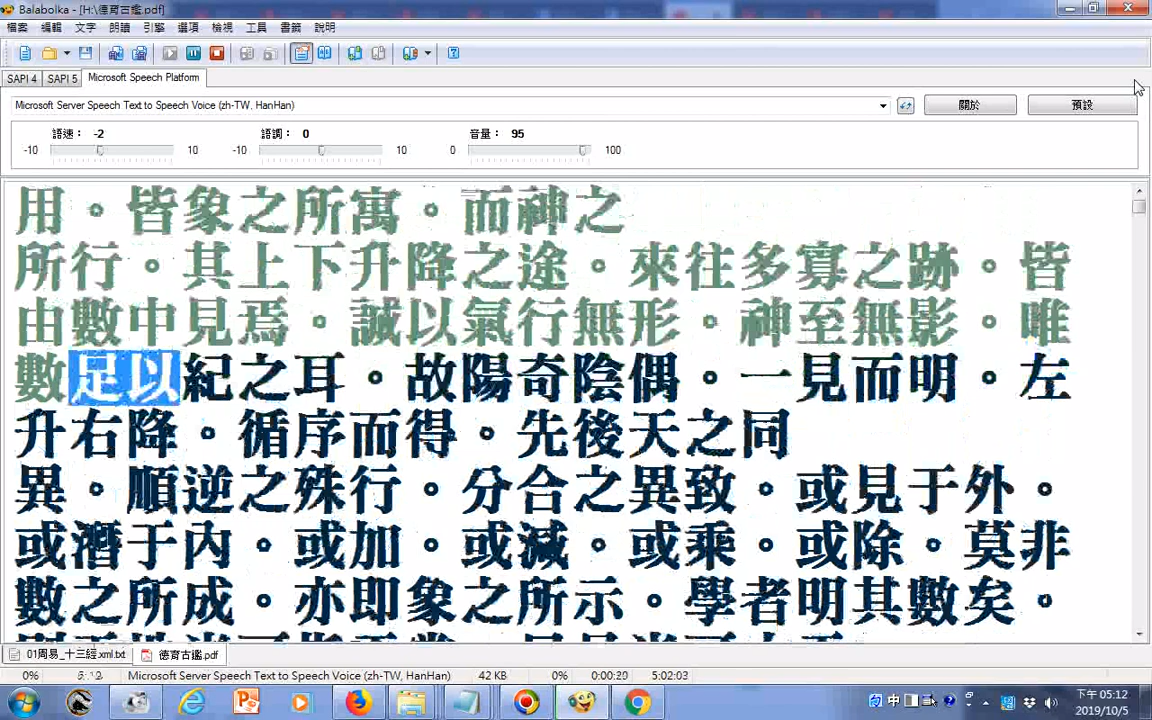 Balabolka - [H:\德育古鑑.pdf]
檔案 編輯 文字 朗讀 引擎 選項 檢視 工具 書籤 說明
SAPI 4 SAPI 5 Microsoft Speech Platform
Microsoft Server Speech Text to Speech Voice (zh-TW, HanHan) 關於 預設
語速： -2 語調： 0 音量： 95
-10 10 -10 10 0 100
用。皆象之所寓。而神之
所行。其上下升降之途。來往多寡之跡。皆
由數中見焉。誠以氣行無形。神至無影。唯
數足以紀之耳。故陽奇陰偶。一見而明。左
升右降。循序而得。先後天之同
異。順逆之殊行。分合之異致。或見于外。
或潛于內。或加。或減。或乘。或除。莫非
數之所成。亦即象之所示。學者明其數矣。
01周易_十三經.xml.txt 德育古鑑.pdf
0% Microsoft Server Speech Text to Speech Voice (zh-TW, HanHan) 42 KB 0% 0:00:29 5:02:03
中 下午 05:12
2019/10/5